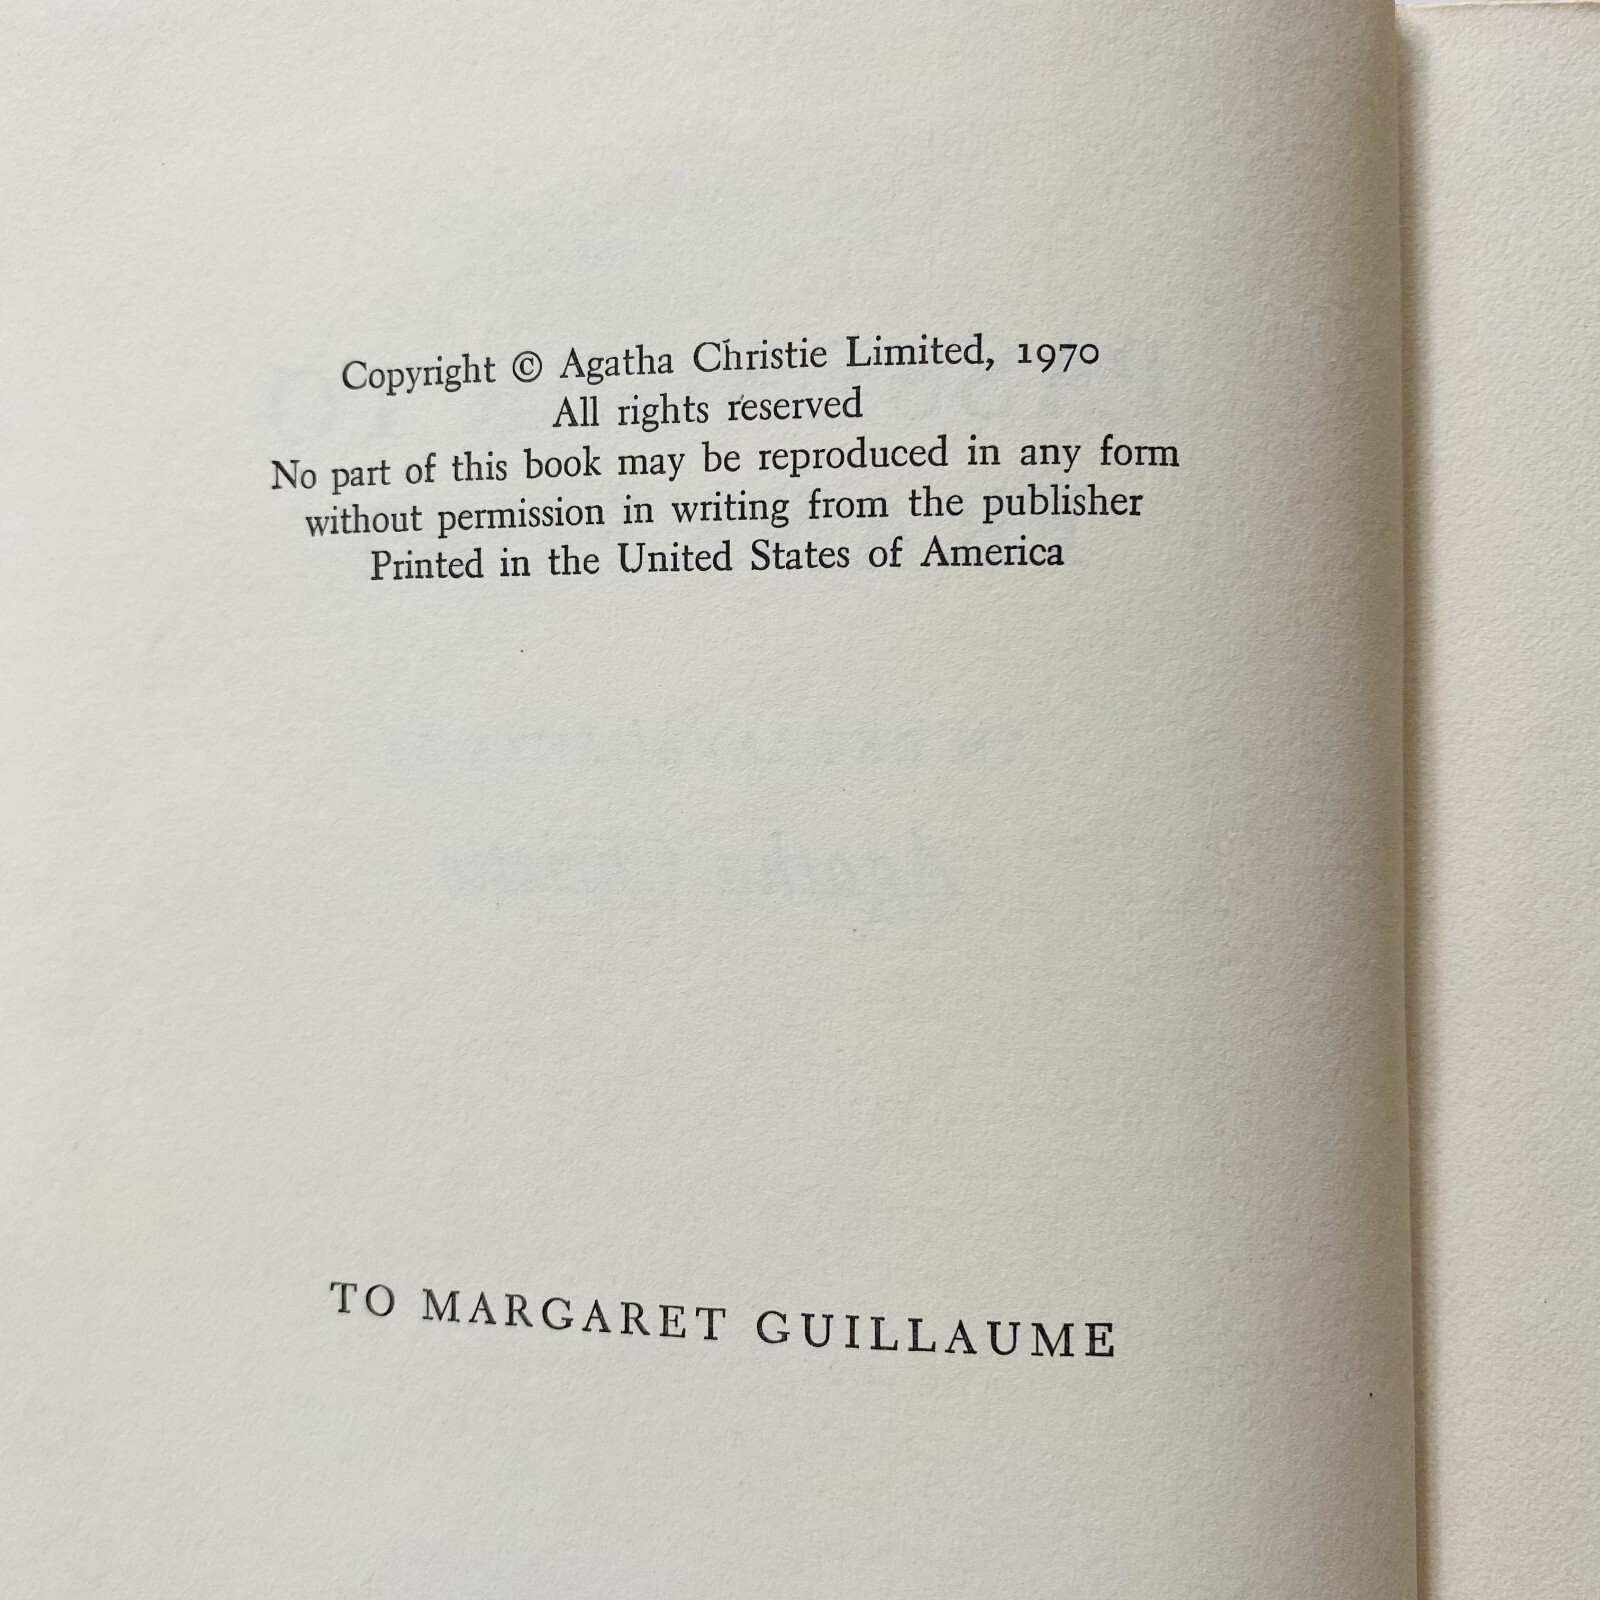 Copyright © Agatha Christie Limited, 1970
All rights reserved
No part of this book may be reproduced in any form
without permission in writing from the publisher
Printed in the United States of America
TO MARGARET GUILLAUME